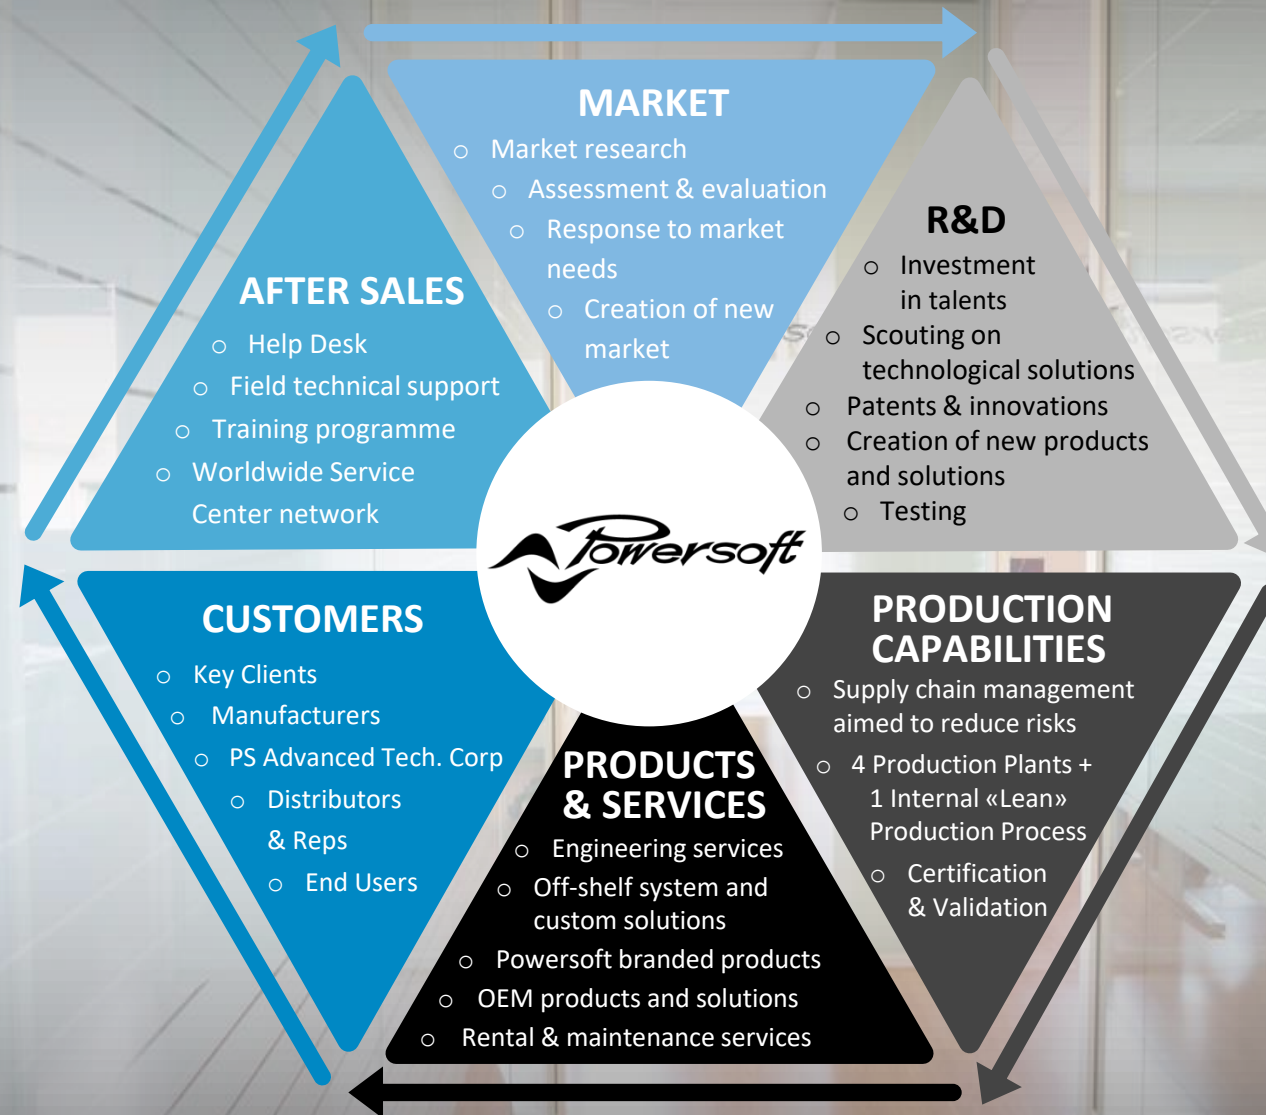 MARKET
o Market research
o Assessment & evaluation
o Response to market
needs
o Creation of new
market
R&D
o Investment
in talents
o Scouting on
technological solutions
o Patents & innovations
o Creation of new products
and solutions
o Testing
PRODUCTION
CAPABILITIES
o Supply chain management
aimed to reduce risks
o 4 Production Plants +
1 Internal «Lean»
Production Process
o Certification
& Validation
PRODUCTS
& SERVICES
o Engineering services
o Off-shelf system and
custom solutions
o Powersoft branded products
o OEM products and solutions
o Rental & maintenance services
CUSTOMERS
o Key Clients
o Manufacturers
o PS Advanced Tech. Corp
o Distributors
& Reps
o End Users
AFTER SALES
o Help Desk
o Field technical support
o Training programme
o Worldwide Service
Center network
Powersoft